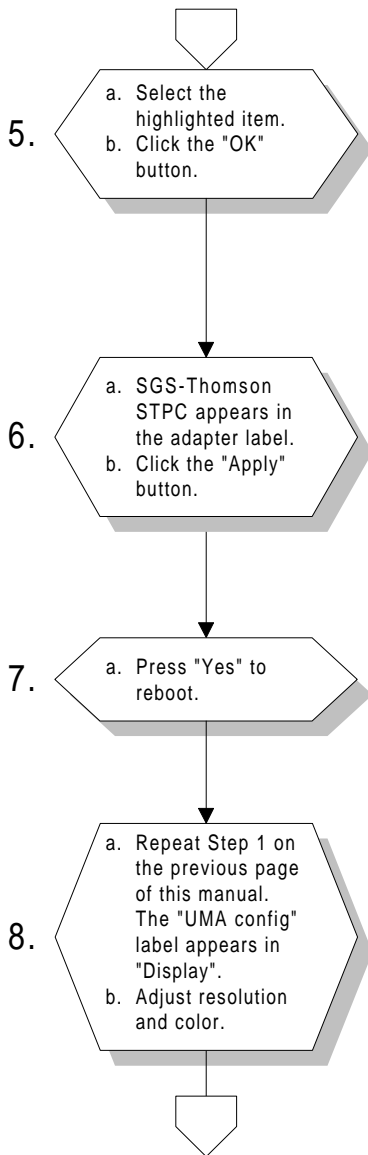 5.
a. Select the
highlighted item.
b. Click the "OK"
button.
6.
a. SGS-Thomson
STPC appears in
the adapter label.
b. Click the "Apply"
button.
7.
a. Press "Yes" to
reboot.
8.
a. Repeat Step 1 on
the previous page
of this manual.
The "UMA config"
label appears in
"Display".
b. Adjust resolution
and color.